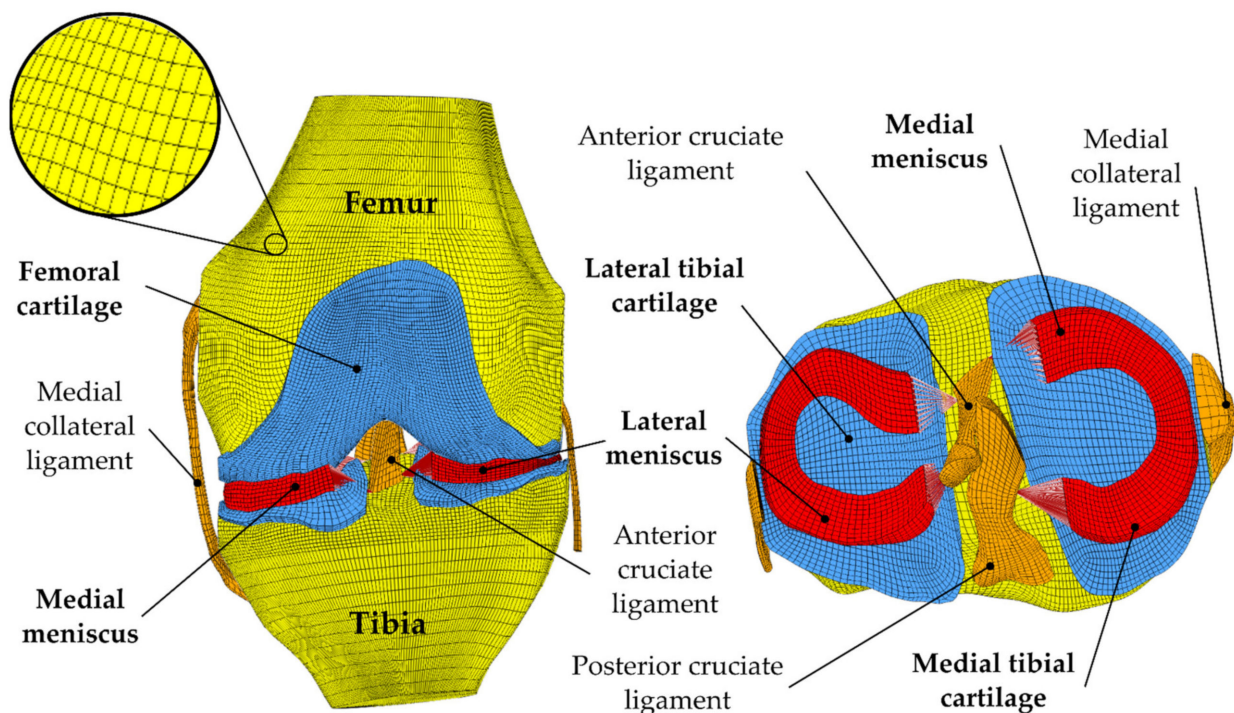 Femur
Femoral
cartilage
Medial
collateral
ligament
Medial
meniscus
Tibia
Lateral
meniscus
Anterior
cruciate
ligament
Anterior cruciate
ligament
Medial
meniscus
Medial
collateral
ligament
Lateral tibial
cartilage
Posterior cruciate
ligament
Medial tibial
cartilage